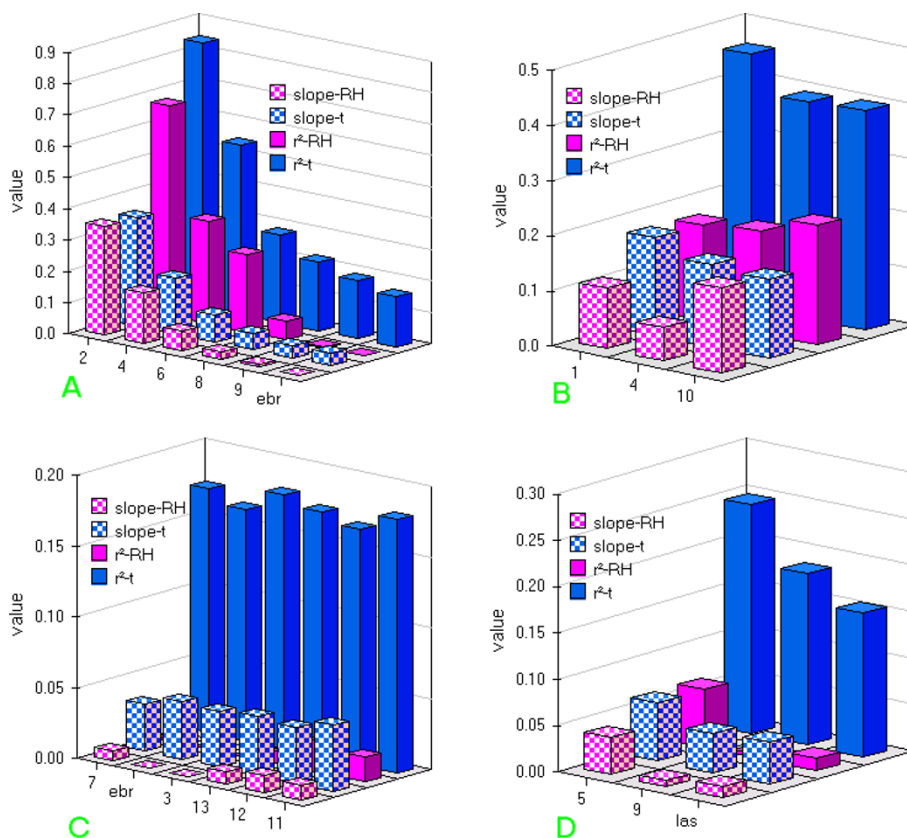 0.9
0.8
0.7
0.6
0.5
0.4
0.3
0.2
0.1
0.0
value
slope-RH
slope-t
r²-RH
r²-t
2
4
6
8
9
ebr
A
0.5
0.4
0.3
0.2
0.1
0.0
value
slope-RH
slope-t
r²-RH
r²-t
1
4
10
B
0.20
0.15
0.10
0.05
0.00
value
slope-RH
slope-t
r²-RH
r²-t
7
ebr
3
13
12
11
C
0.30
0.25
0.20
0.15
0.10
0.05
0.00
value
slope-RH
slope-t
r²-RH
r²-t
5
9
las
D